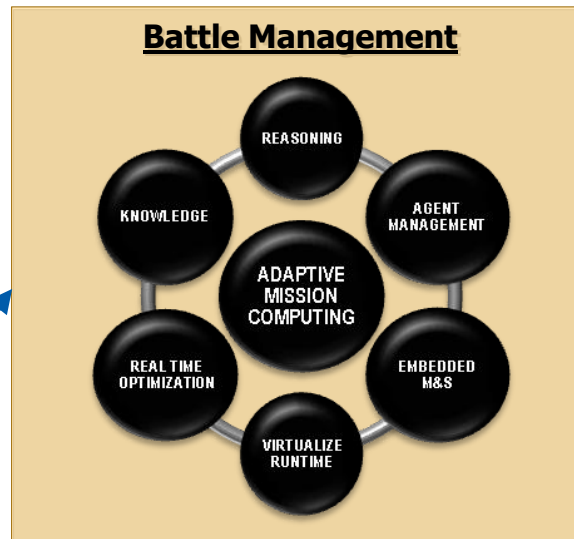 Battle Management
REASONING
KNOWLEDGE
AGENT
MANAGEMENT
ADAPTIVE
MISSION
COMPUTING
REAL TIME
OPTIMIZATION
EMBEDDED
M&S
VIRTUALIZE
RUNTIME